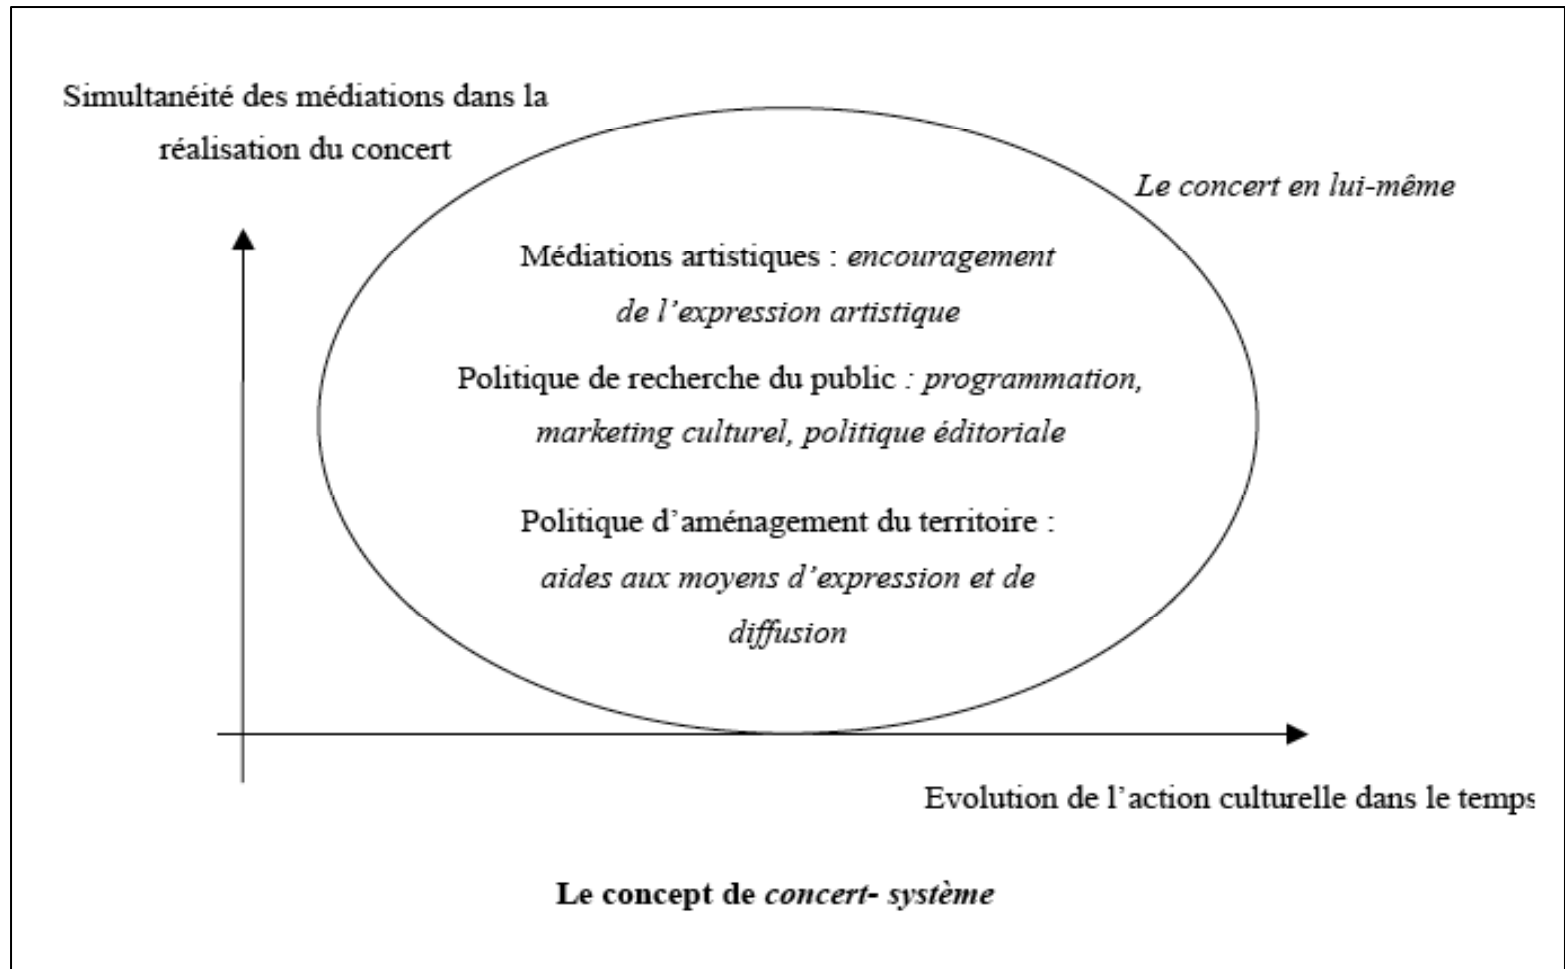 Simultanéité des médiations dans la
réalisation du concert
Le concert en lui-même
Médiations artistiques : encouragement
de l’expression artistique
Politique de recherche du public : programmation,
marketing culturel, politique éditoriale
Politique d’aménagement du territoire :
aides aux moyens d’expression et de
diffusion
Evolution de l’action culturelle dans le temps
Le concept de concert- système